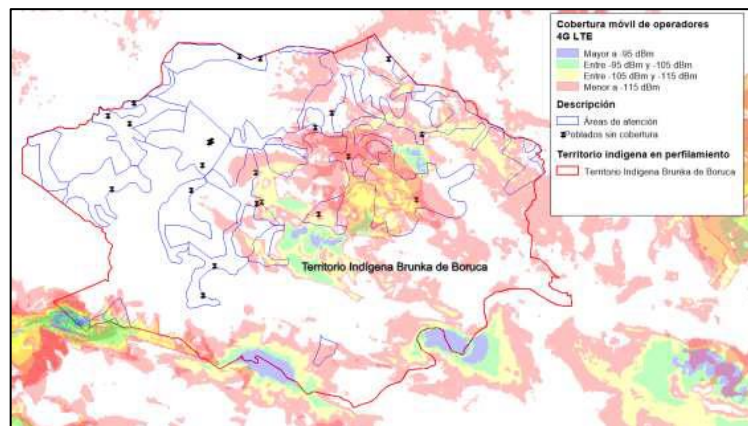 Cobertura móvil de operadores
4G LTE
Mayor a -95 dBm
Entre -95 dBm y -105 dBm
Entre -105 dBm y -115 dBm
Menor a -115 dBm
Descripción
Áreas de atención
Poblados sin cobertura
Territorio indígena en perfilamiento
Territorio Indígena Brunka de Boruca
Territorio Indígena Brunka de Boruca